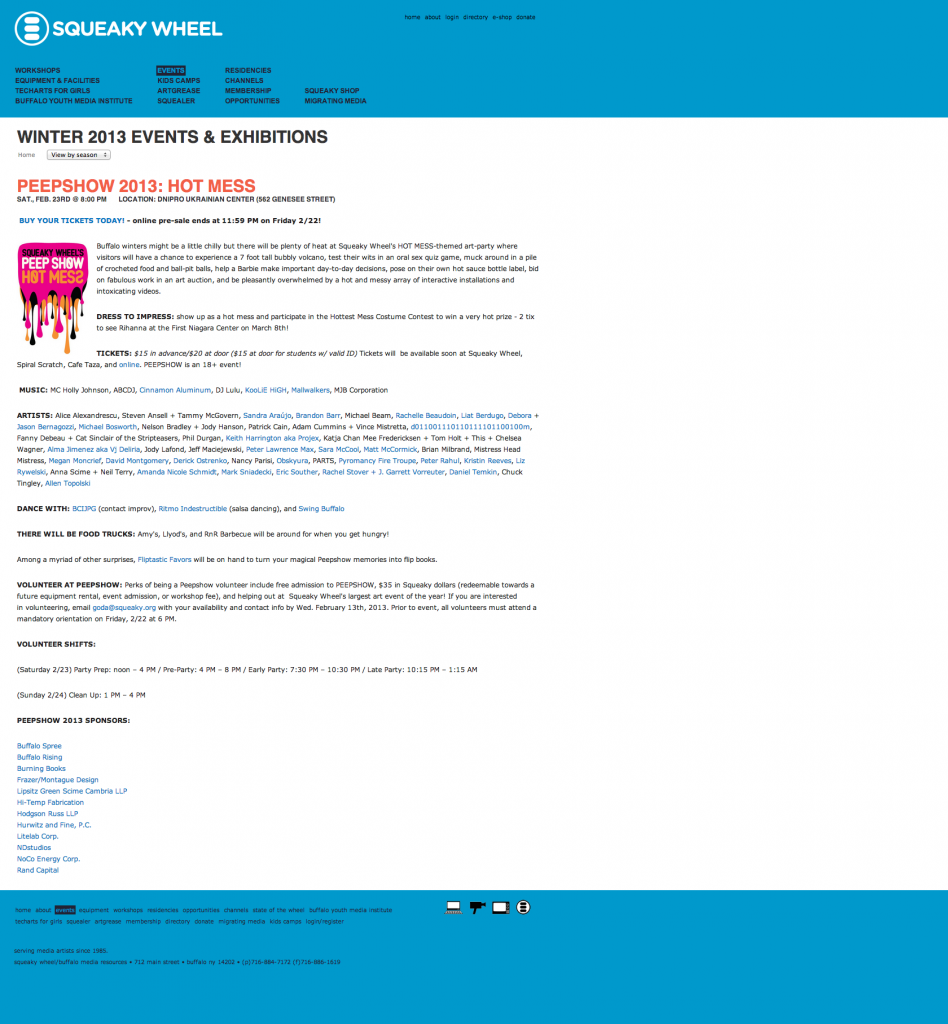 SQUEAKY WHEEL
home about login directory e-shop donate
WORKSHOPS EVENTS RESIDENCIES
EQUIPMENT & FACILITIES KIDS CAMPS CHANNELS
TECHARTS FOR GIRLS ARTGREASE MEMBERSHIP SQUEAKY SHOP
BUFFALO YOUTH MEDIA INSTITUTE SQUEALER OPPORTUNITIES MIGRATING MEDIA
WINTER 2013 EVENTS & EXHIBITIONS
Home View by season
PEEPSHOW 2013: HOT MESS
SAT., FEB. 23RD @ 8:00 PM LOCATION: DNIPRO UKRAINIAN CENTER (562 GENESEE STREET)
BUY YOUR TICKETS TODAY! - online pre-sale ends at 11:59 PM on Friday 2/22!
SQUEAKY WHEEL'S
PEEP SHOW
HOT MESS
Buffalo winters might be a little chilly but there will be plenty of heat at Squeaky Wheel's HOT MESS-themed art-party where
visitors will have a chance to experience a 7 foot tall bubbly volcano, test their wits in an oral sex quiz game, muck around in a pile
of crocheted food and ball-pit balls, help a Barbie make important day-to-day decisions, pose on their own hot sauce bottle label, bid
on fabulous work in an art auction, and be pleasantly overwhelmed by a hot and messy array of interactive installations and
intoxicating videos.
DRESS TO IMPRESS: show up as a hot mess and participate in the Hottest Mess Costume Contest to win a very hot prize - 2 tix
to see Rihanna at the First Niagara Center on March 8th!
TICKETS: $15 in advance/$20 at door ($15 at door for students w/ valid ID) Tickets will be available soon at Squeaky Wheel,
Spiral Scratch, Cafe Taza, and online. PEEPSHOW is an 18+ event!
MUSIC: MC Holly Johnson, ABCDJ, Cinnamon Aluminum, DJ Lulu, KooLiE HiGH, Mallwalkers, MJB Corporation
ARTISTS: Alice Alexandrescu, Steven Ansell + Tammy McGovern, Sandra Araújo, Brandon Barr, Michael Beam, Rachelle Beaudoin, Liat Berdugo, Debora +
Jason Bernagozzi, Michael Bosworth, Nelson Bradley + Jody Hanson, Patrick Cain, Adam Cummins + Vince Mistretta, d0110011101101111101100100m,
Fanny Debeau + Cat Sinclair of the Stripteasers, Phil Durgan, Keith Harrington aka Projex, Katja Chan Mee Fredericksen + Tom Holt + This + Chelsea
Wagner, Alma Jimenez aka VJ Deliria, Jody Lafond, Jeff Maciejewski, Peter Lawrence Max, Sara McCool, Matt McCormick, Brian Milbrand, Mistress Head
Mistress, Megan Moncrief, David Montgomery, Derick Ostrenko, Nancy Parisi, Obskyura, PARTS, Pyromancy Fire Troupe, Peter Rahul, Kristin Reeves, Liz
Rywelski, Anna Scime + Neil Terry, Amanda Nicole Schmidt, Mark Sniadecki, Eric Souther, Rachel Stover + J. Garrett Vorreuter, Daniel Temkin, Chuck
Tingley, Allen Topolski
DANCE WITH: BCIJPG (contact improv), Ritmo Indestructible (salsa dancing), and Swing Buffalo
THERE WILL BE FOOD TRUCKS: Amy's, Llyod's, and RnR Barbecue will be around for when you get hungry!
Among a myriad of other surprises, Fliptastic Favors will be on hand to turn your magical Peepshow memories into flip books.
VOLUNTEER AT PEEPSHOW: Perks of being a Peepshow volunteer include free admission to PEEPSHOW, $35 in Squeaky dollars (redeemable towards a
future equipment rental, event admission, or workshop fee), and helping out at Squeaky Wheel's largest art event of the year! If you are interested
in volunteering, email goda@squeaky.org with your availability and contact info by Wed. February 13th, 2013. Prior to event, all volunteers must attend a
mandatory orientation on Friday, 2/22 at 6 PM.
VOLUNTEER SHIFTS:
(Saturday 2/23) Party Prep: noon – 4 PM / Pre-Party: 4 PM – 8 PM / Early Party: 7:30 PM – 10:30 PM / Late Party: 10:15 PM – 1:15 AM
(Sunday 2/24) Clean Up: 1 PM – 4 PM
PEEPSHOW 2013 SPONSORS:
Buffalo Spree
Buffalo Rising
Burning Books
Frazer/Montague Design
Lipsitz Green Scime Cambria LLP
Hi-Temp Fabrication
Hodgson Russ LLP
Hurwitz and Fine, P.C.
Litelab Corp.
NDstudios
NoCo Energy Corp.
Rand Capital
home about events equipment workshops residencies opportunities channels state of the wheel buffalo youth media institute
techarts for girls squealer artgrease membership directory donate migrating media kids camps login/register
serving media artists since 1985.
squeaky wheel/buffalo media resources • 712 main street • buffalo ny 14202 • (p)716-884-7172 (f)716-886-1619